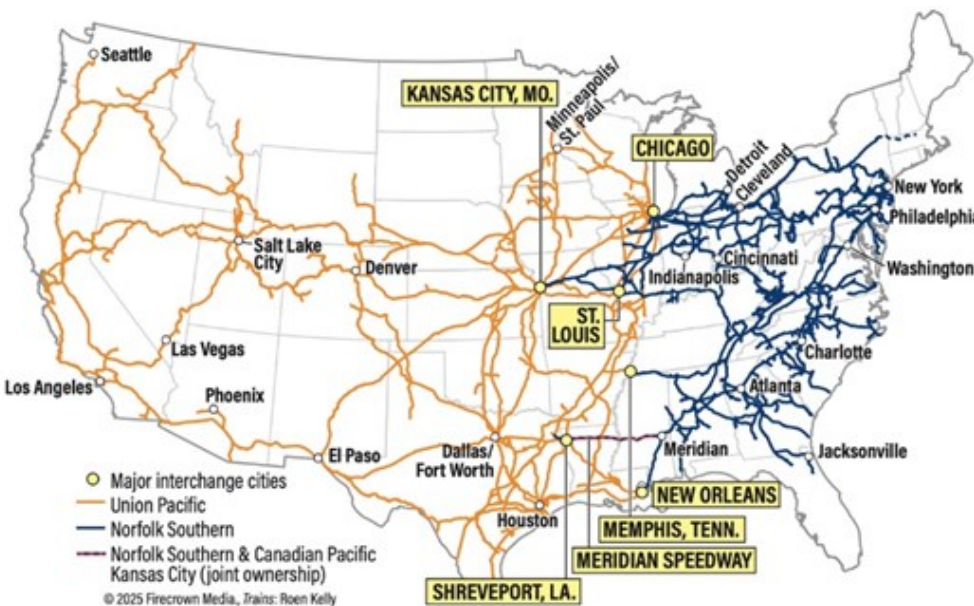 Seattle
KANSAS CITY, MO.
Minneapolis/
St. Paul
CHICAGO
Detroit
Cleveland
New York
Philadelphia
Washington
Salt Lake
City
Denver
Indianapolis
Cincinnati
ST.
LOUIS
Las Vegas
Los Angeles
Phoenix
Charlotte
Atlanta
El Paso
Dallas/
Fort Worth
Meridian
Jacksonville
Houston
NEW ORLEANS
MEMPHIS, TENN.
MERIDIAN SPEEDWAY
SHREVEPORT, LA.
Major interchange cities
Union Pacific
Norfolk Southern
Norfolk Southern & Canadian Pacific
Kansas City (joint ownership)
© 2025 Firecrown Media., Trains: Roen Kelly